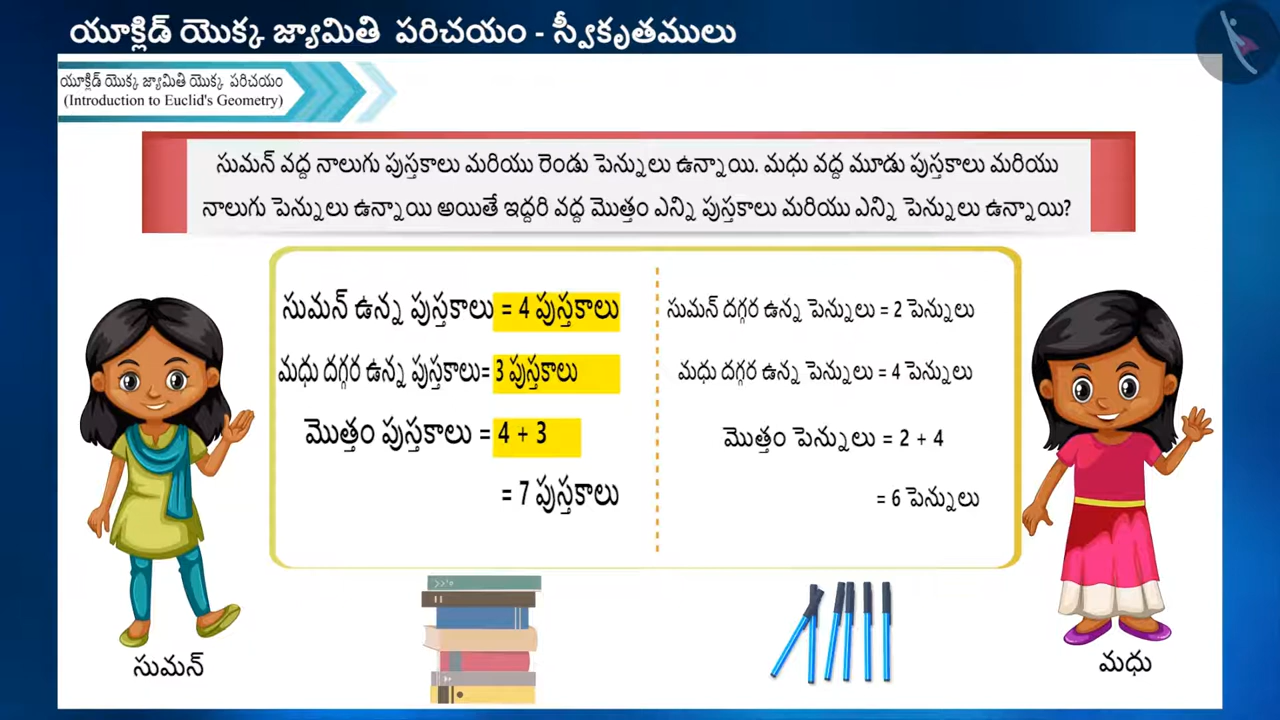 యూక్లిడ్ యొక్క జ్యామితి పరిచయం - స్వీకృతములు
యూక్లిడ్ యొక్క జ్యామితి యొక్క పరిచయం
(Introduction to Euclid's Geometry)
సుమన్ వద్ద నాలుగు పుస్తకాలు మరియు రెండు పెన్నులు ఉన్నాయి. మధు వద్ద మూడు పుస్తకాలు మరియు
నాలుగు పెన్నులు ఉన్నాయి అయితే ఇద్దరి వద్ద మొత్తం ఎన్ని పుస్తకాలు మరియు ఎన్ని పెన్నులు ఉన్నాయి?
సుమన్ ఉన్న పుస్తకాలు = 4 పుస్తకాలు
మధు దగ్గర ఉన్న పుస్తకాలు= 3 పుస్తకాలు
మొత్తం పుస్తకాలు = 4 + 3
= 7 పుస్తకాలు
సుమన్ దగ్గర ఉన్న పెన్నులు = 2 పెన్నులు
మధు దగ్గర ఉన్న పెన్నులు = 4 పెన్నులు
మొత్తం పెన్నులు = 2 + 4
= 6 పెన్నులు
సుమన్
మధు